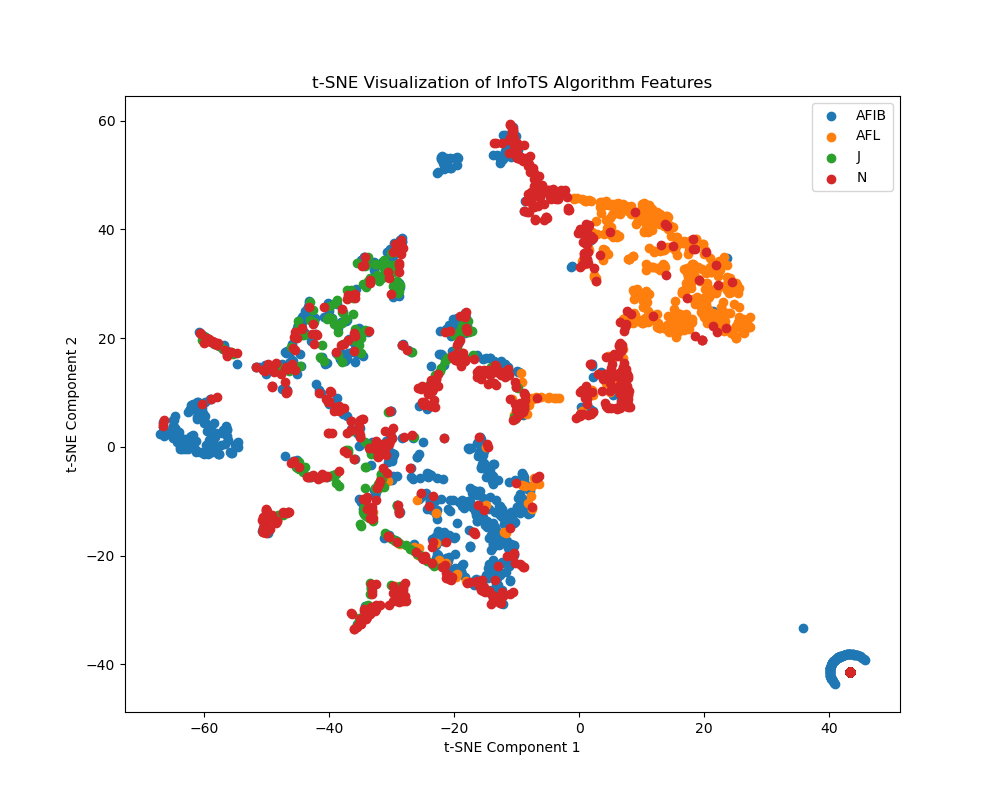 t-SNE Visualization of InfoTS Algorithm Features
AFIB
AFL
J
N
60
40
20
0
−20
−40
t-SNE Component 2
−60
−40
−20
0
20
40
t-SNE Component 1